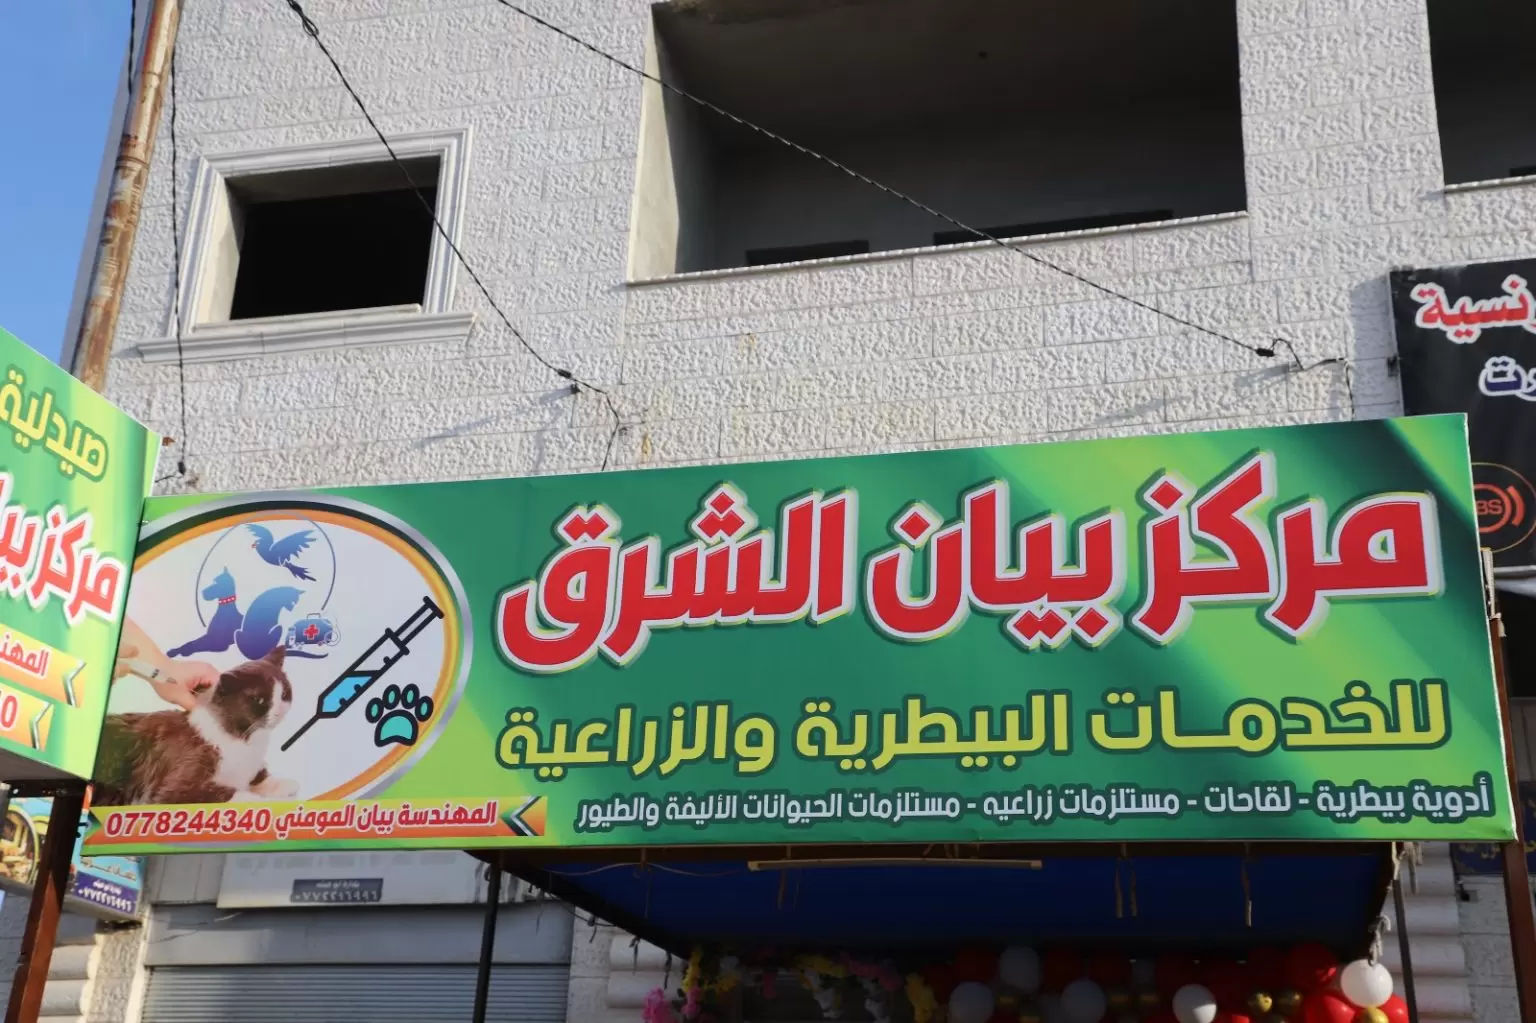 مركز بيان الشرق
للخدمات البيطرية والزراعية
أدوية بيطرية - لقاحات - مستلزمات زراعيه - مستلزمات الحيوانات الأليفة والطيور
المهندسة بيان المومني 0778244340
صيدلية
مركز